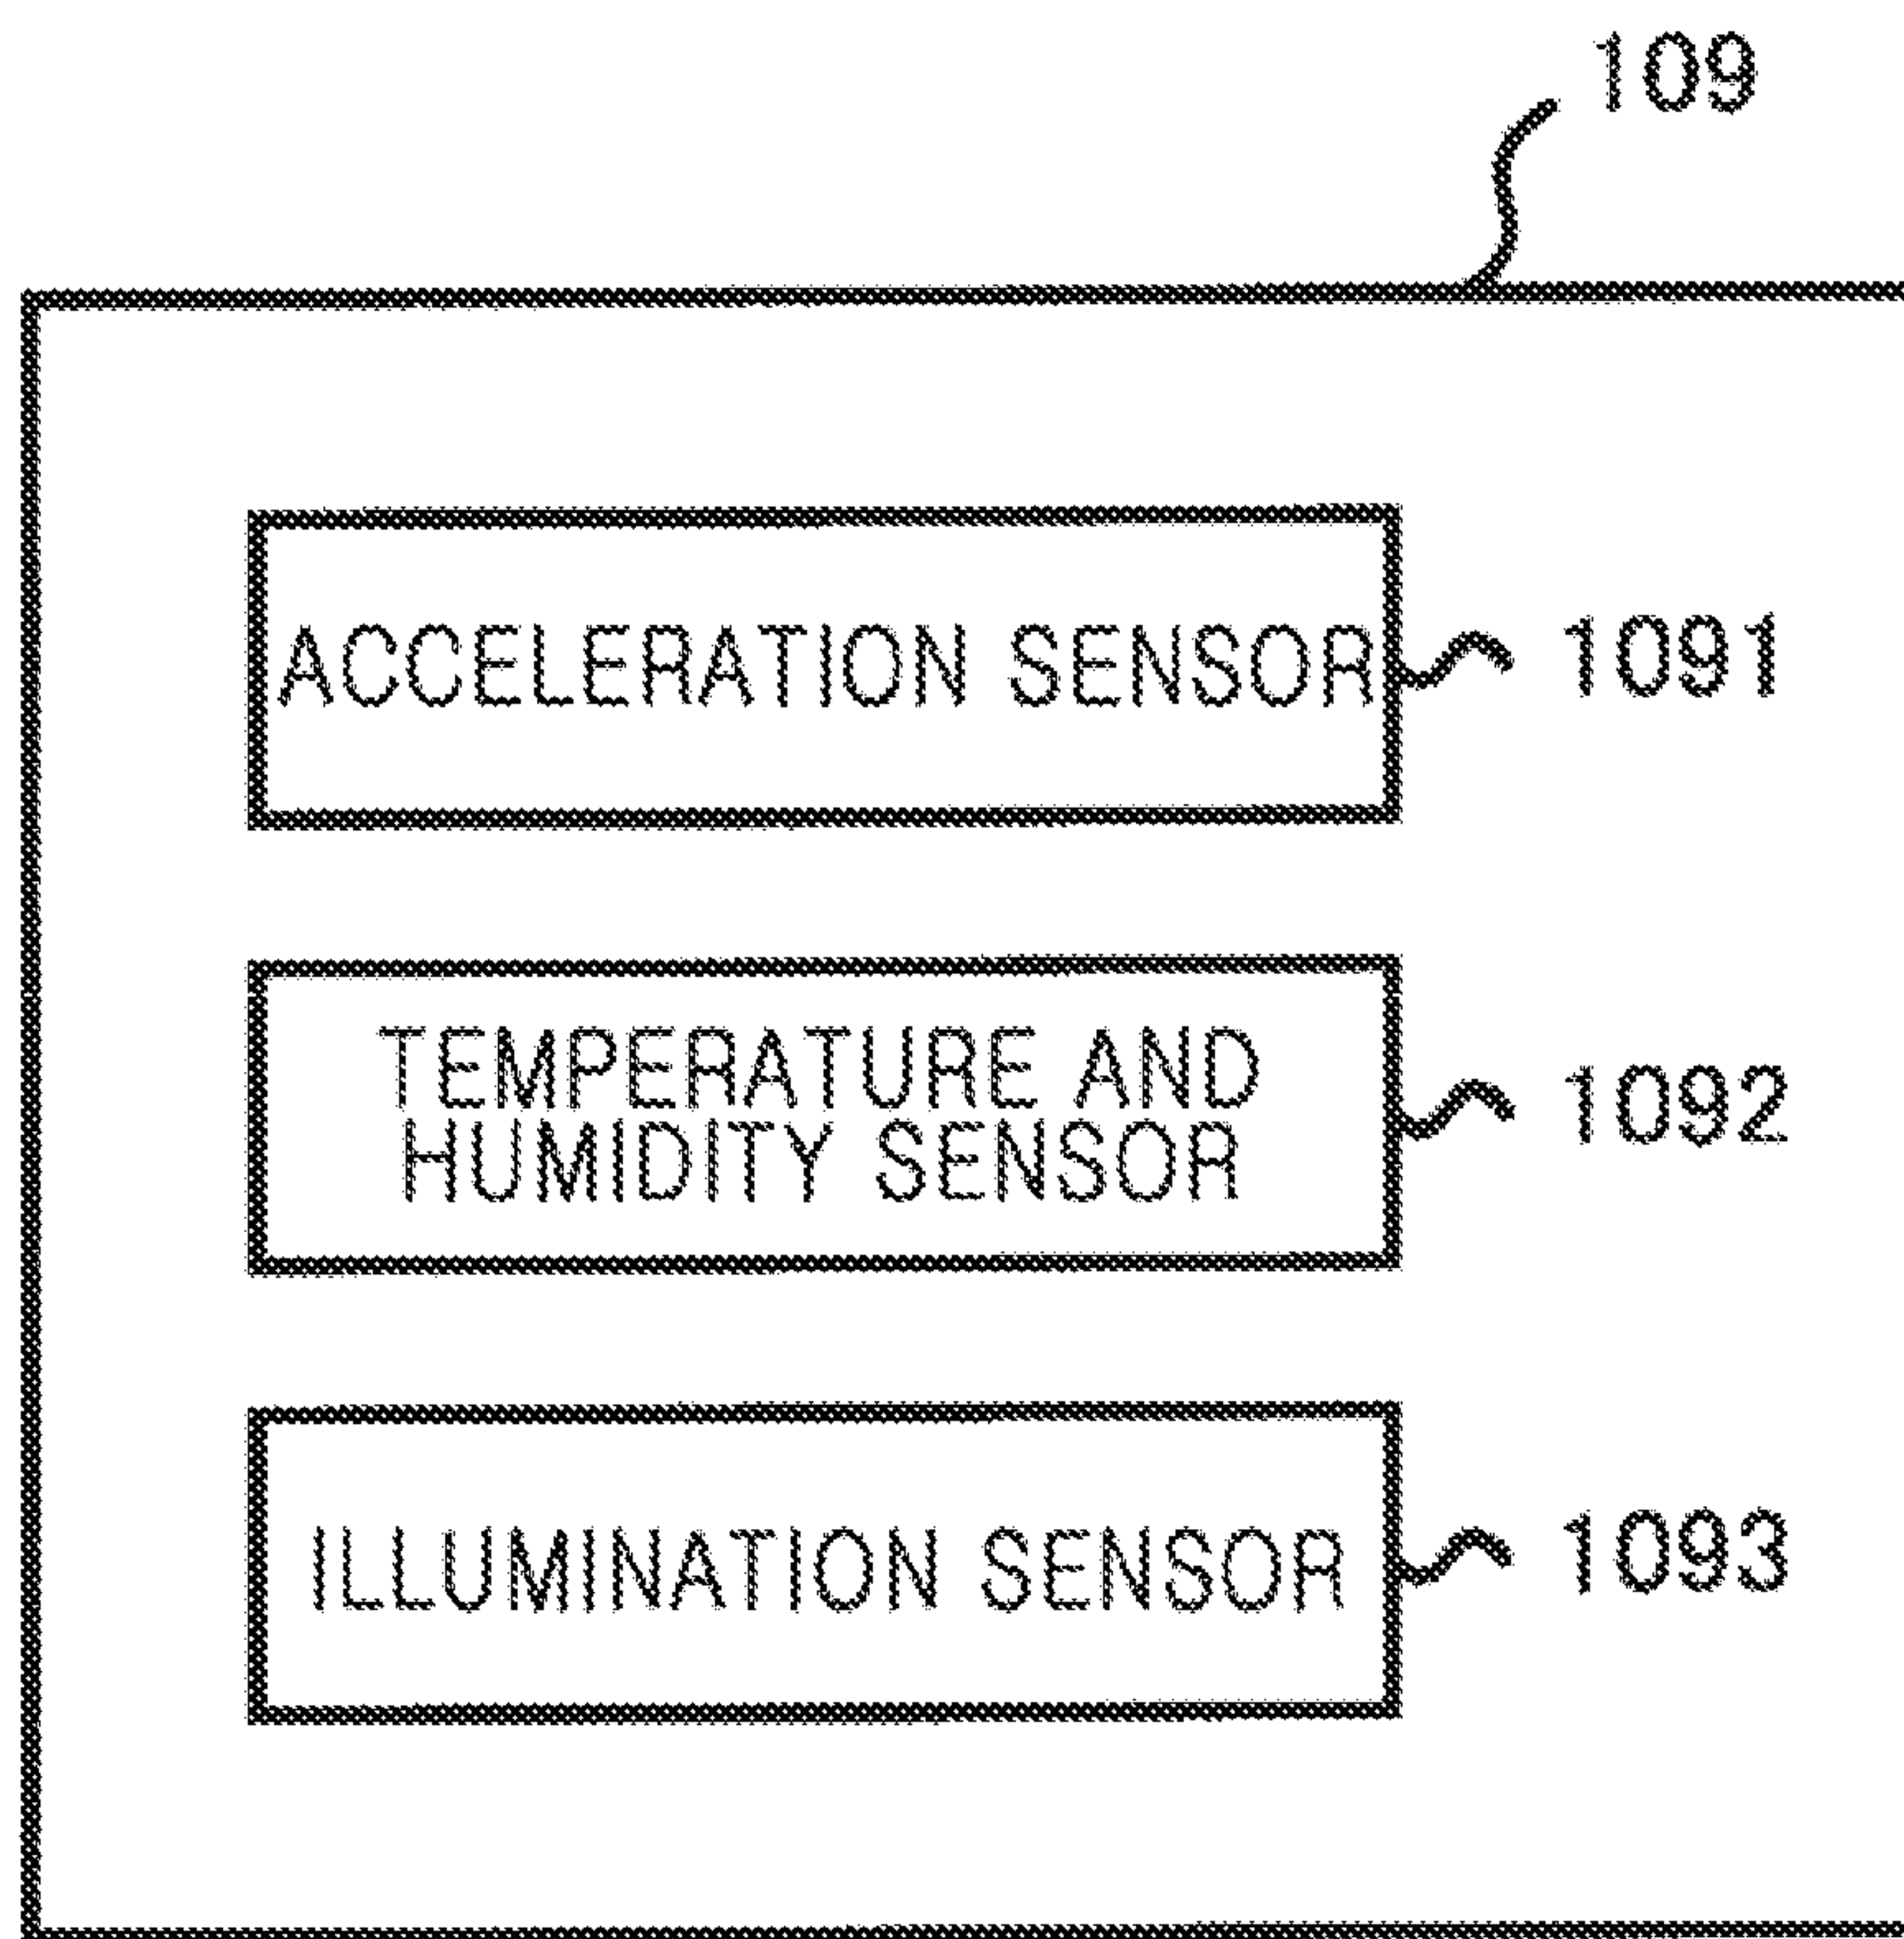 109
ACCELERATION SENSOR
1091
TEMPERATURE AND
HUMIDITY SENSOR
1092
ILLUMINATION SENSOR
1093